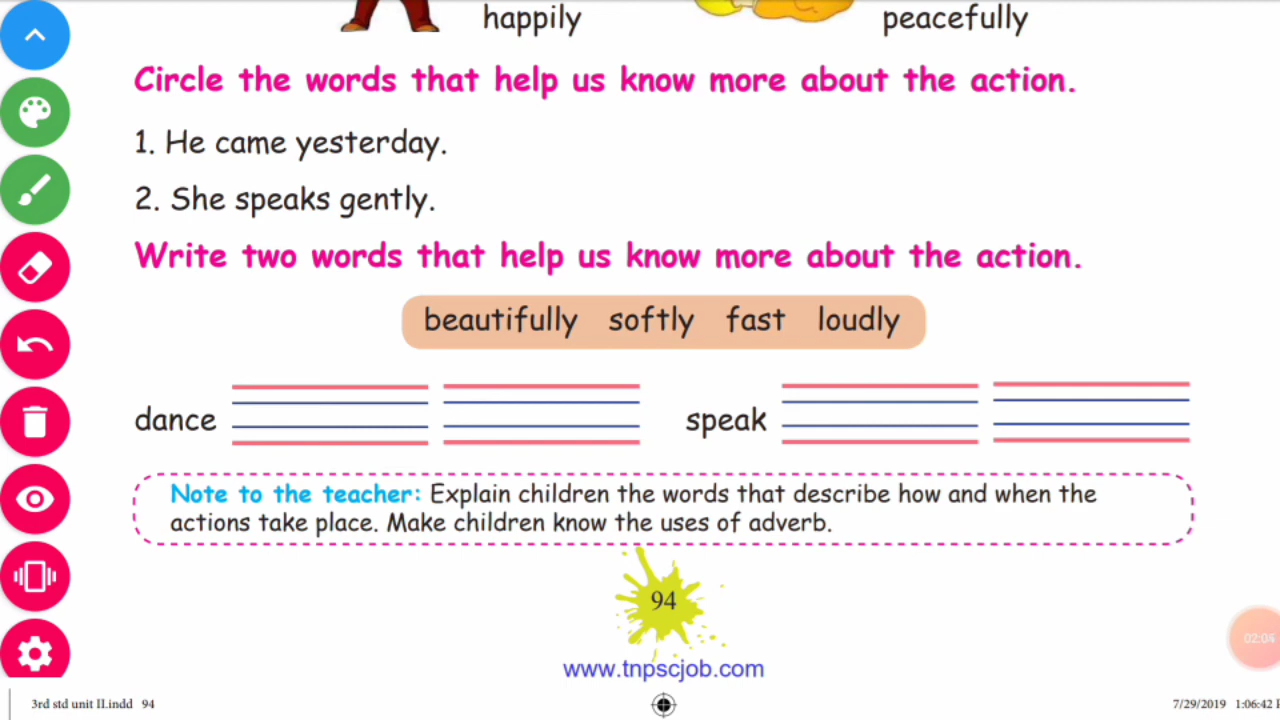 happily peacefully
Circle the words that help us know more about the action.
1. He came yesterday.
2. She speaks gently.
Write two words that help us know more about the action.
beautifully softly fast loudly
dance speak
Note to the teacher: Explain children the words that describe how and when the
actions take place. Make children know the uses of adverb.
94
02:04
www.tnpscjob.com
3rd std unit II.indd 94 7/29/2019 1:06:42